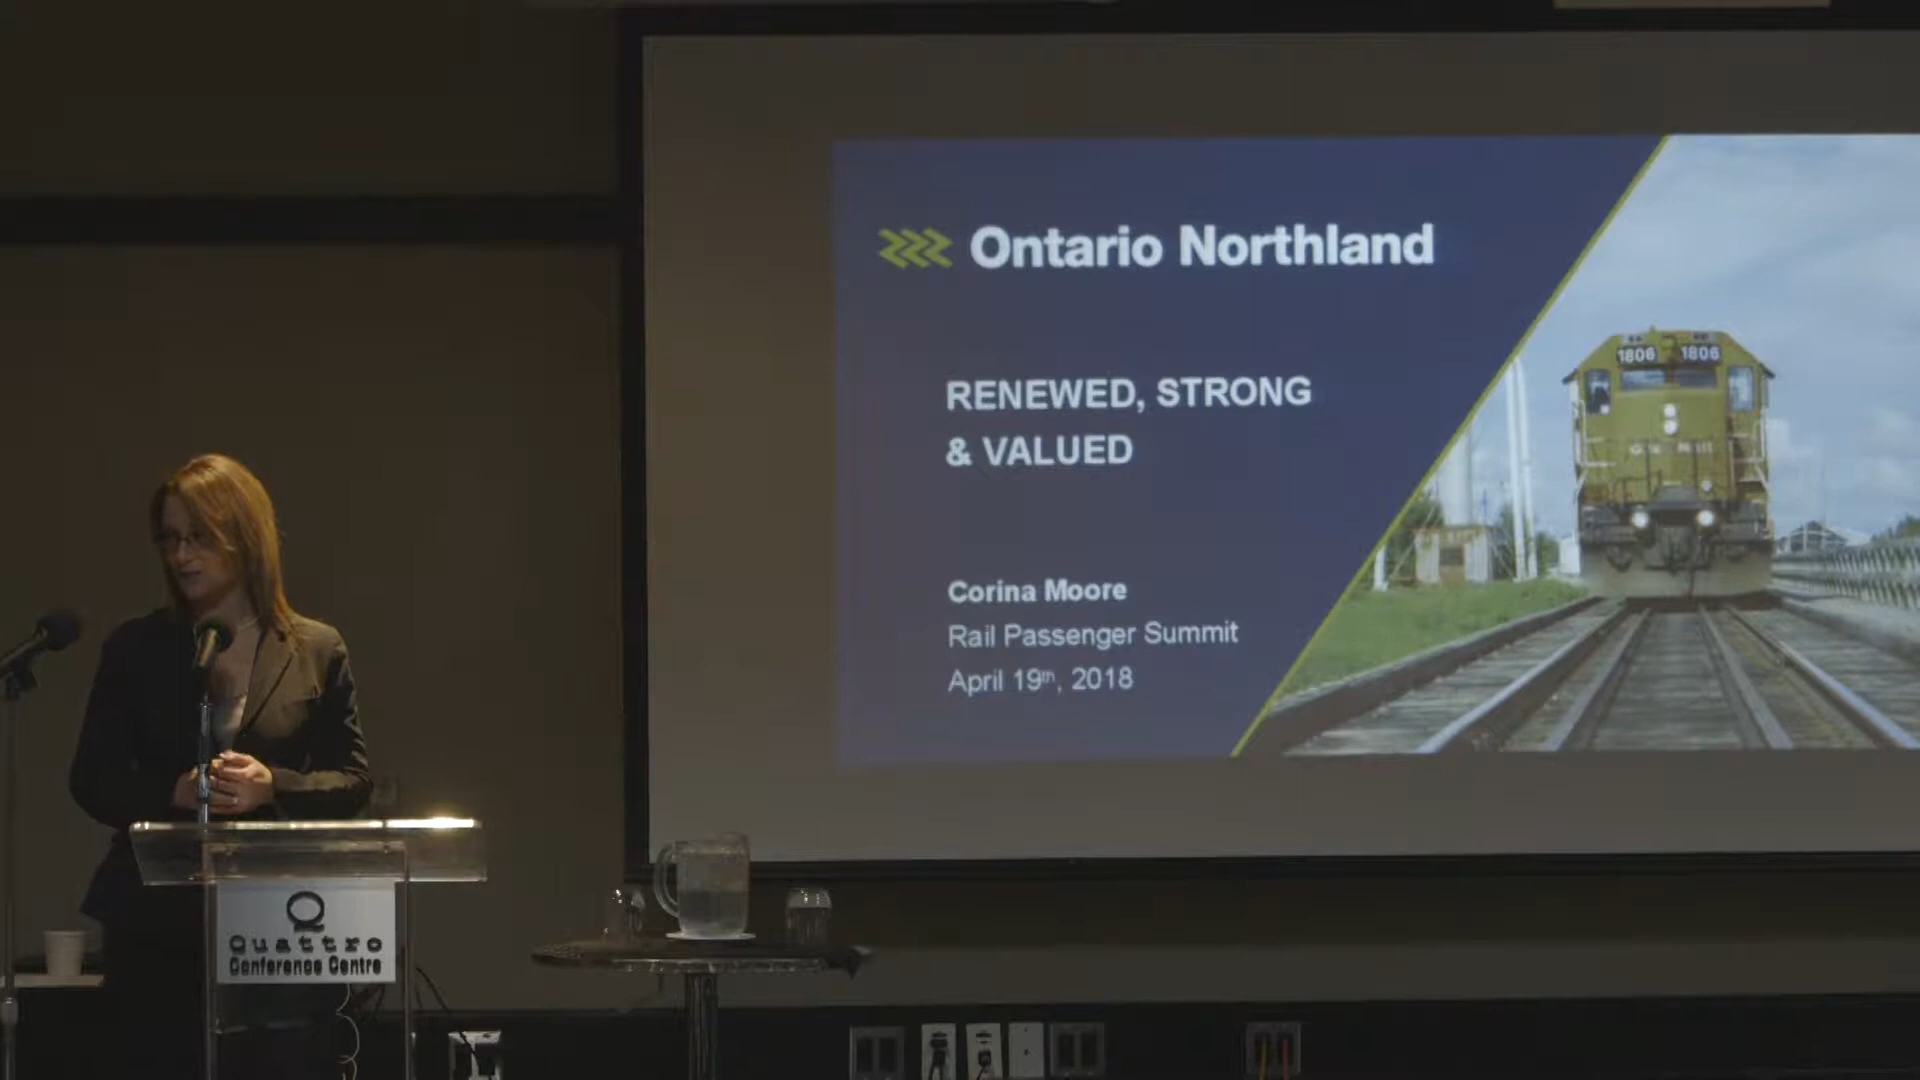 Ontario Northland
RENEWED, STRONG
& VALUED
Corina Moore
Rail Passenger Summit
April 19th, 2018
1806 1806
Q
Quattro
Conference Centre